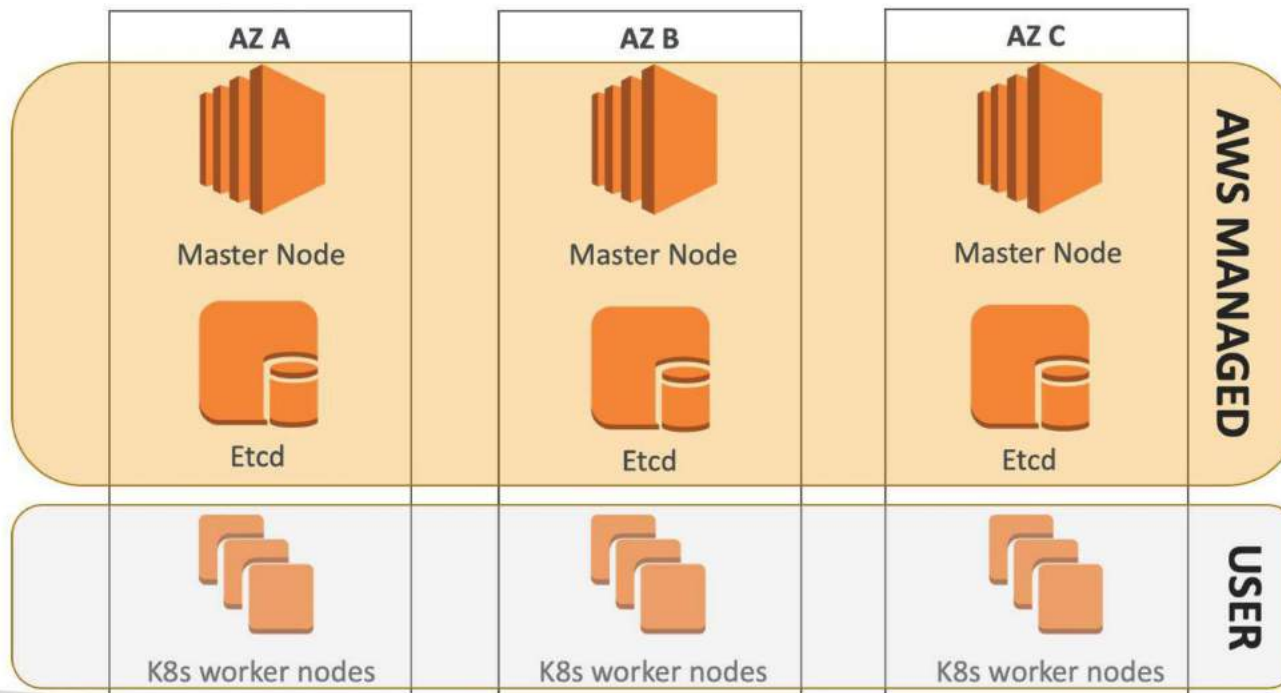 AZ A
AZ B
AZ C
Master Node
Master Node
Master Node
Etcd
Etcd
Etcd
AWS MANAGED
K8s worker nodes
K8s worker nodes
K8s worker nodes
USER